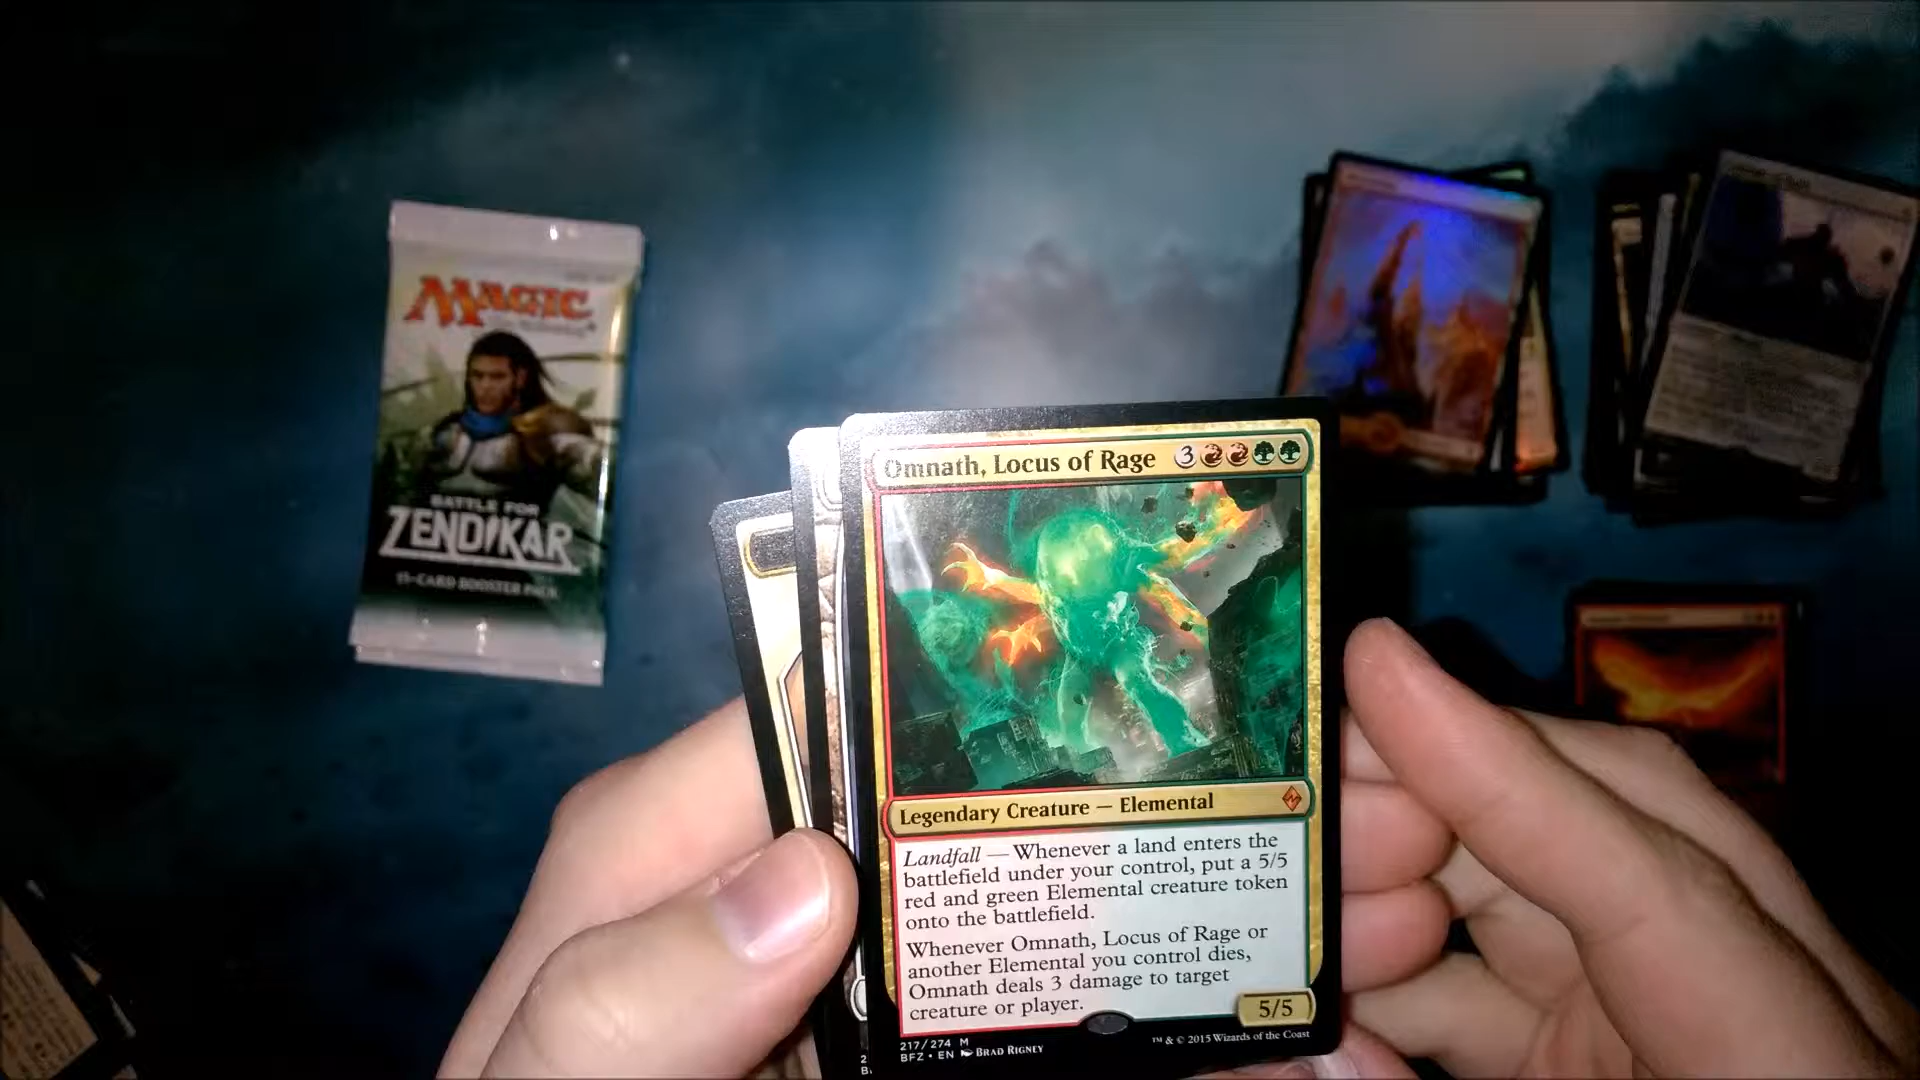 MAGIC
BATTLE FOR
ZENDIKAR
15-CARD BOOSTER PACK
Omnath, Locus of Rage 3
Legendary Creature — Elemental
Landfall — Whenever a land enters the
battlefield under your control, put a 5/5
red and green Elemental creature token
onto the battlefield.
Whenever Omnath, Locus of Rage or
another Elemental you control dies,
Omnath deals 3 damage to target
creature or player.
5/5
217/274 M
BFZ • EN BRAD RIGNEY
™ & © 2015 Wizards of the Coast